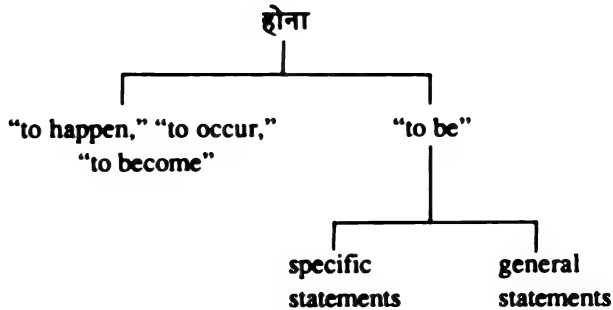 होना
“to happen,” “to occur,” “to be”
“to become”
specific general
statements statements